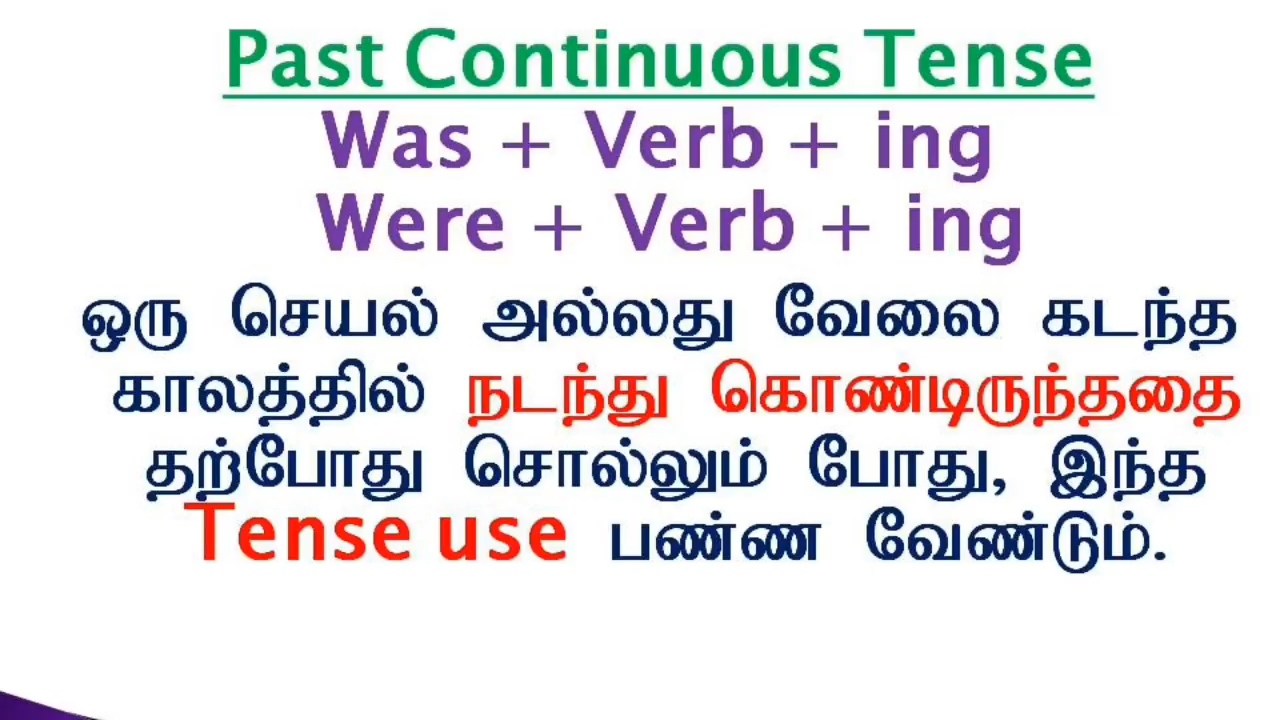 Past Continuous Tense
Was + Verb + ing
Were + Verb + ing
ஒரு செயல் அல்லது வேலை கடந்த
காலத்தில் நடந்து கொண்டிருந்ததை
தற்போது சொல்லும் போது, இந்த
Tense use பண்ண வேண்டும்.